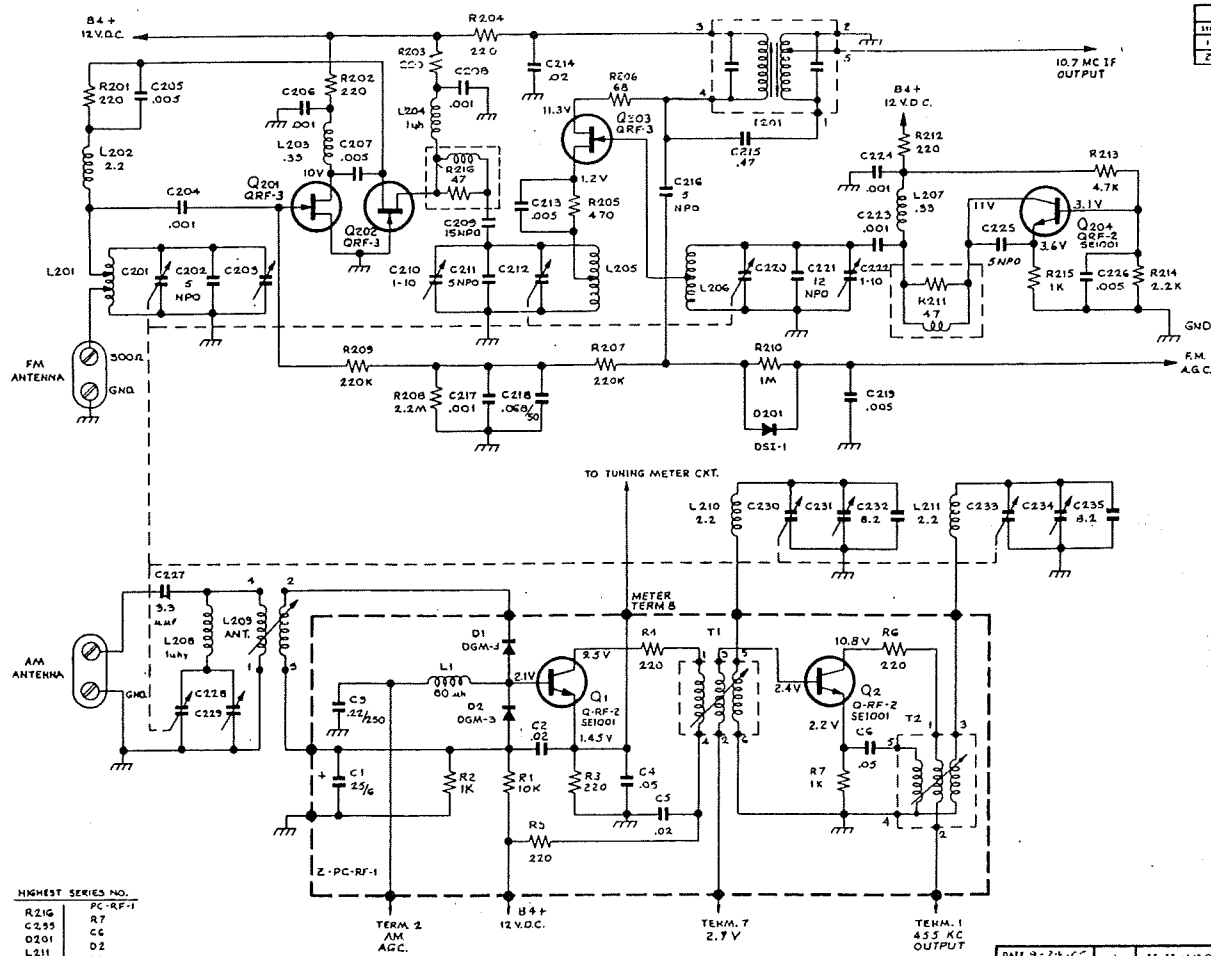 B4+
12 V.D.C.
R204
220
R201
220
C205
.005
C206
.001
R202
220
C208
.001
C214
.02
R206
68
3
2
4
5
1
10.7 MC IF
OUTPUT
L202
2.2
L203
.33
C207
.005
L204
1μh
11.3V
Q203
QRF-3
C215
.47
B4+
12 V.D.C.
R212
220
R213
4.7K
C204
.001
Q201
QRF-3
10V
Q202
QRF-3
R216
47
C209
15NPO
1.2V
C213
.005
R205
470
C216
5
NPO
C224
.001
L207
.33
C223
.001
11V
3.1V
Q204
QRF-2
SE1001
3.6V
C225
5NPO
L201
C201
C202
5
NPO
C203
C210
1-10
C211
5NPO
C212
L205
L206
C220
C221
12
NPO
C222
1-10
R211
47
R215
1K
C226
.005
R214
2.2K
GND
FM
ANTENNA
300Ω
GND.
R209
220K
R208
2.2M
C217
.001
C218
.068/50
R207
220K
R210
1M
D201
DSI-1
C219
.005
F.M.
A.G.C.
TO TUNING METER CKT.
L210
2.2
C230
C231
C232
8.2
L211
2.2
C233
C234
C235
8.2
AM
ANTENNA
GND.
C227
3.3
μμf
L208
1μhy
4
2
L209
ANT.
1
3
C228
C229
METER
TERM 8
D1
DGM-3
L1
80 μh
2.1V
D2
DGM-3
2.5V
Q1
Q-RF-2
SE1001
1.45V
R4
220
T1
1
3
5
4
2
6
2.4V
10.8V
Q2
Q-RF-2
SE1001
2.2V
R6
220
C6
.05
T2
1
3
5
4
2
C3
.22/250
C1
25/6
+
R2
1K
R1
10K
C2
.02
R3
220
C4
.05
C5
.02
R5
220
R7
1K
Z-PC-RF-1
TERM 2
AM
AGC.
B4+
12 V.D.C.
TERM. 7
2.9 V
TERM. 1
455 KC
OUTPUT
HIGHEST SERIES NO.
PC-RF-1
R216 R7
C235 C6
D201 D2
L211